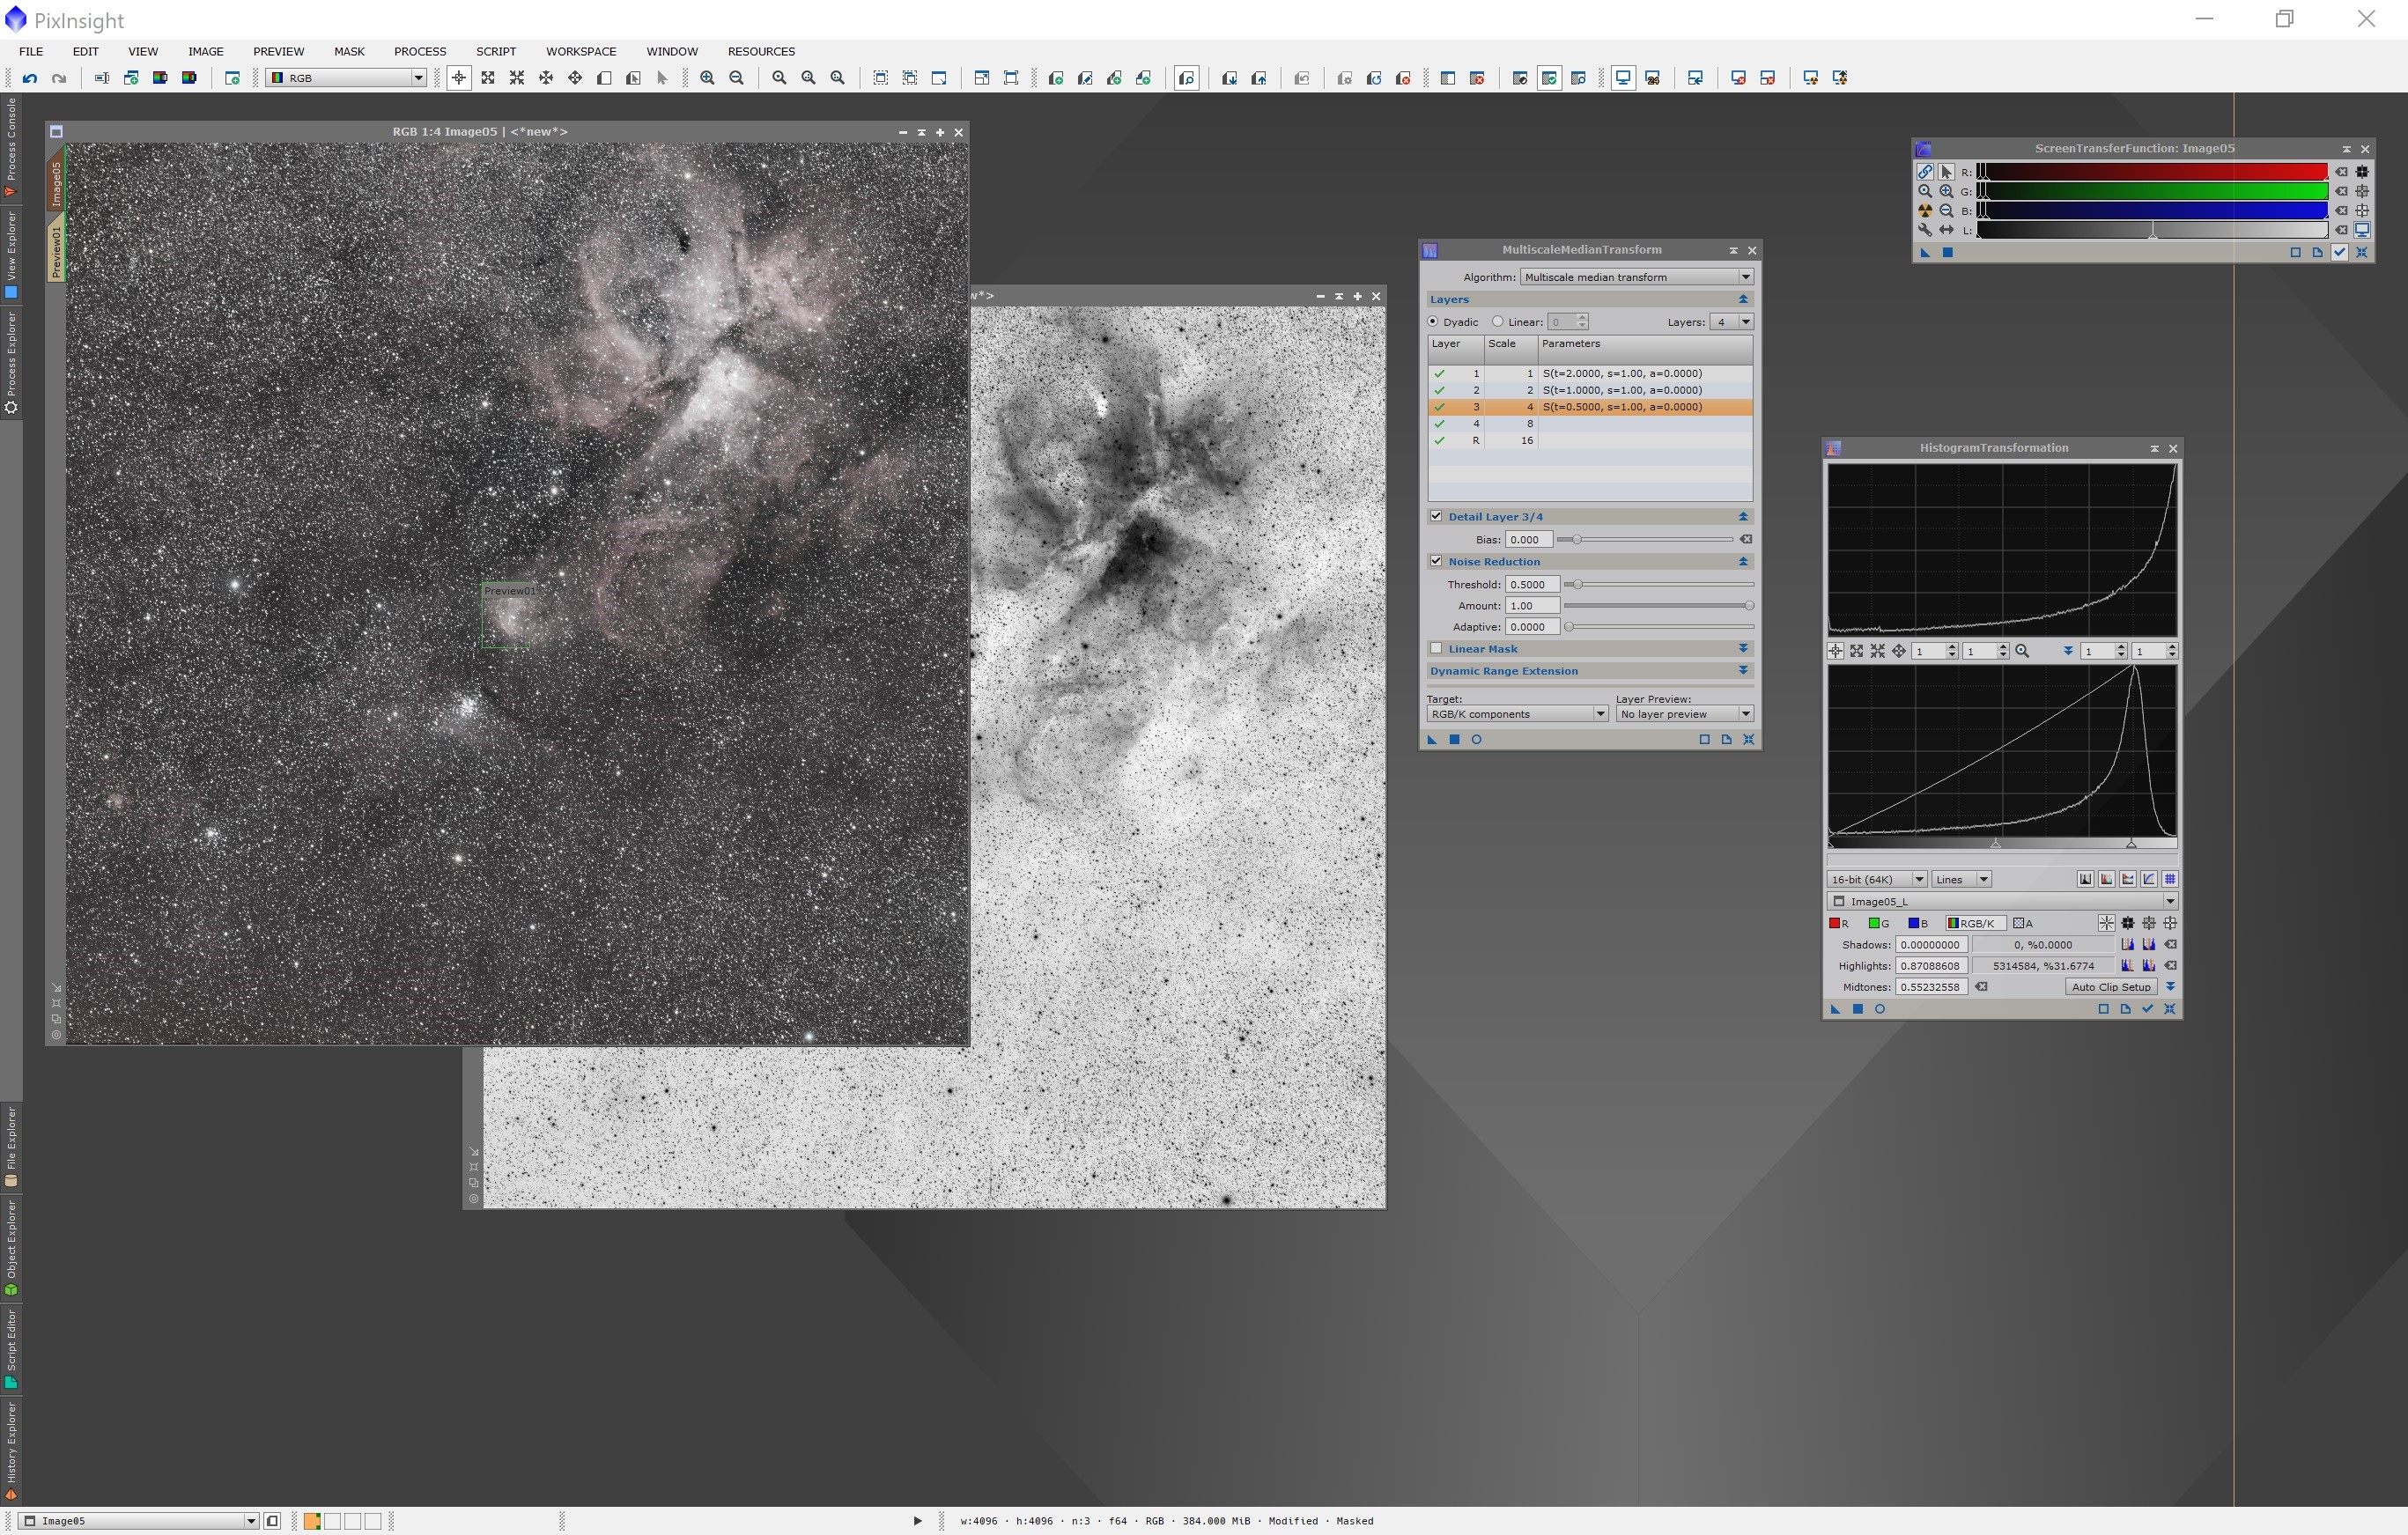 PixInsight
FILE EDIT VIEW IMAGE PREVIEW MASK PROCESS SCRIPT WORKSPACE WINDOW RESOURCES
RGB
Process Console
View Explorer
Process Explorer
File Explorer
Object Explorer
Script Editor
History Explorer
RGB 1:4 Image05 | <*new*>
Image05
Preview01
Preview01
w*>
MultiscaleMedianTransform
Algorithm: Multiscale median transform
Layers
Dyadic Linear: 0 Layers: 4
Layer Scale Parameters
1 1 S(t=2.0000, s=1.00, a=0.0000)
2 2 S(t=1.0000, s=1.00, a=0.0000)
3 4 S(t=0.5000, s=1.00, a=0.0000)
4 8
R 16
Detail Layer 3/4
Bias: 0.000
Noise Reduction
Threshold: 0.5000
Amount: 1.00
Adaptive: 0.0000
Linear Mask
Dynamic Range Extension
Target: Layer Preview:
RGB/K components No layer preview
ScreenTransferFunction: Image05
R:
G:
B:
L:
HistogramTransformation
1 1 1 1
16-bit (64K) Lines
Image05_L
R G B RGB/K A
Shadows: 0.00000000 0, %0.0000
Highlights: 0.87088608 5314584, %31.6774
Midtones: 0.55232558 Auto Clip Setup
Image05
w:4096 · h:4096 · n:3 · f64 · RGB · 384.000 MiB · Modified · Masked